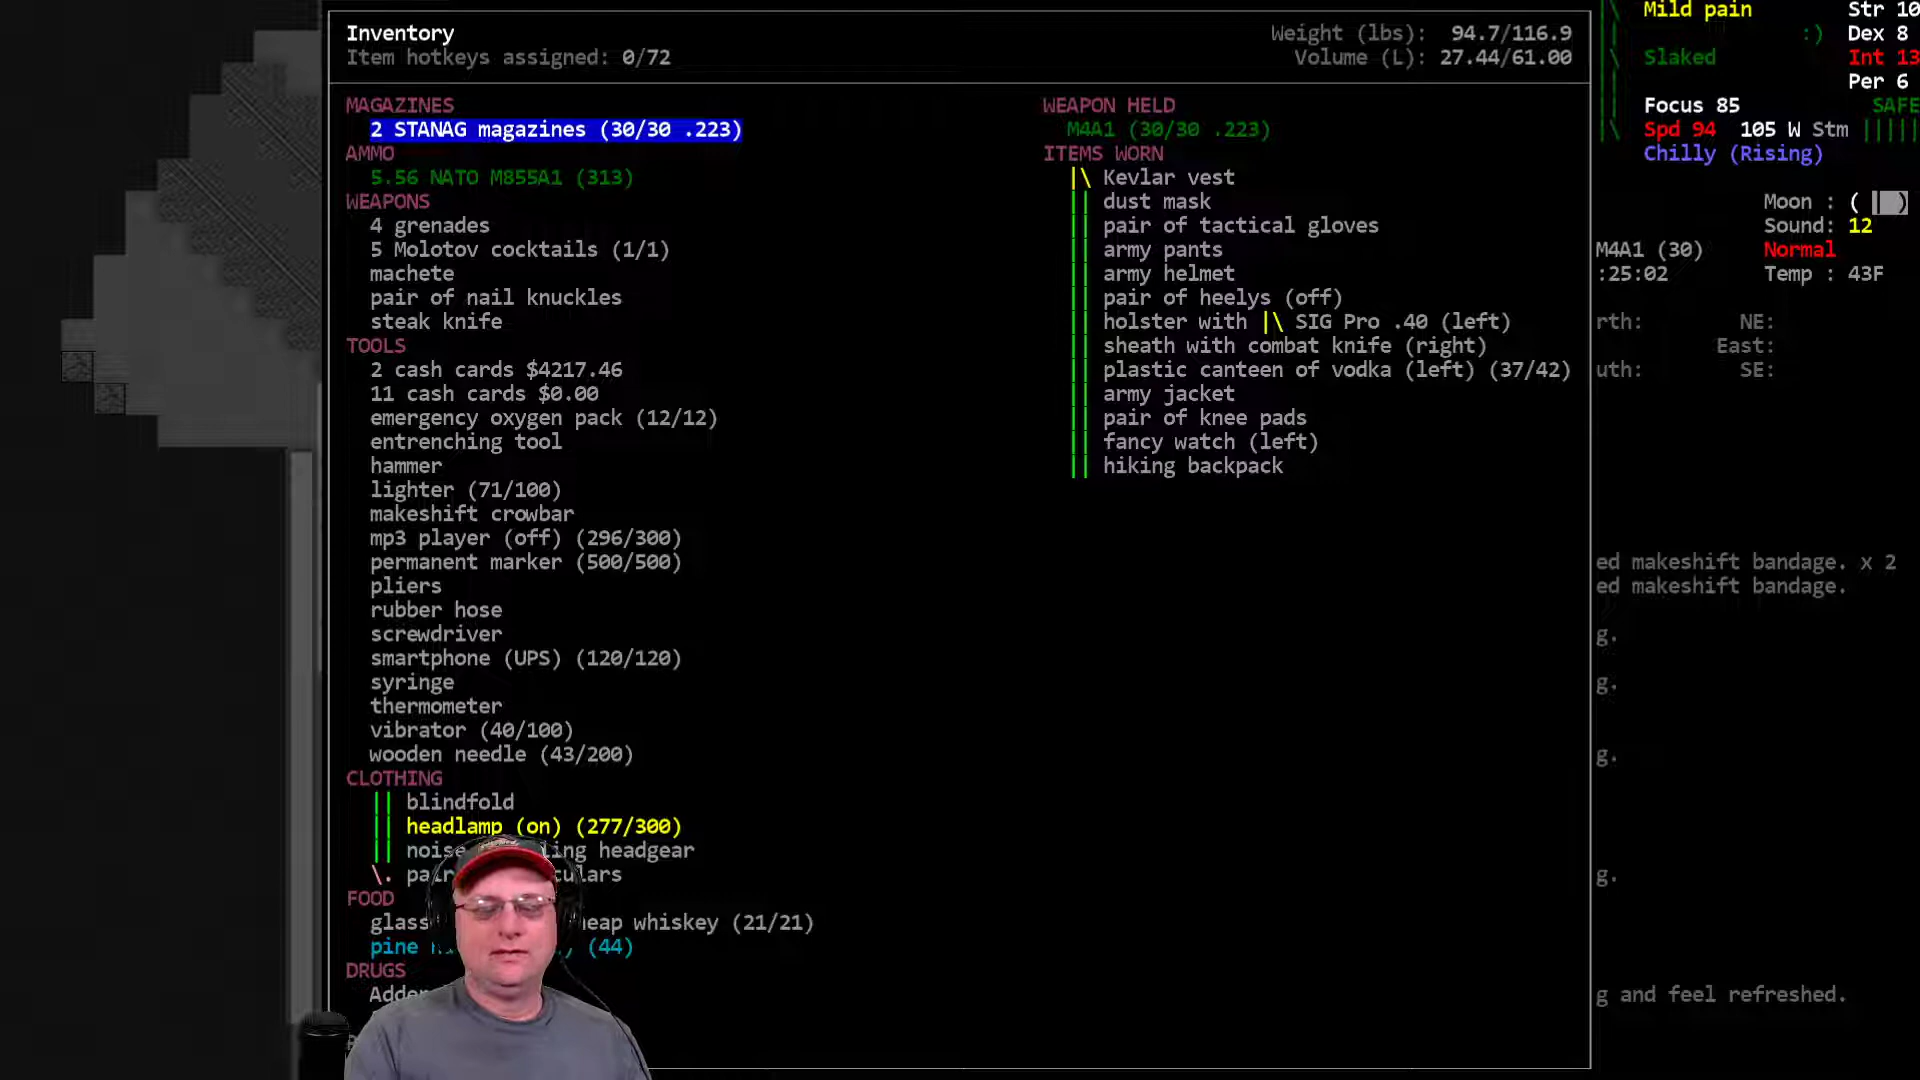 Inventory
Item hotkeys assigned: 0/72
Weight (lbs): 94.7/116.9
Volume (L): 27.44/61.00
MAGAZINES
2 STANAG magazines (30/30 .223)
AMMO
5.56 NATO M855A1 (313)
WEAPONS
4 grenades
5 Molotov cocktails (1/1)
machete
pair of nail knuckles
steak knife
TOOLS
2 cash cards $4217.46
11 cash cards $0.00
emergency oxygen pack (12/12)
entrenching tool
hammer
lighter (71/100)
makeshift crowbar
mp3 player (off) (296/300)
permanent marker (500/500)
pliers
rubber hose
screwdriver
smartphone (UPS) (120/120)
syringe
thermometer
vibrator (40/100)
wooden needle (43/200)
CLOTHING
|| blindfold
|| headlamp (on) (277/300)
|| headgear
\.
FOOD
whiskey (21/21)
pine (44)
DRUGS
WEAPON HELD
M4A1 (30/30 .223)
ITEMS WORN
|\ Kevlar vest
|| dust mask
|| pair of tactical gloves
|| army pants
|| army helmet
|| pair of heelys (off)
|| holster with |\ SIG Pro .40 (left)
|| sheath with combat knife (right)
|| plastic canteen of vodka (left) (37/42)
|| army jacket
|| pair of knee pads
|| fancy watch (left)
|| hiking backpack
Mild pain Str 10
:) Dex 8
Slaked Int 13
Per 6
Focus 85 SAFE
Spd 94 105 W Stm |||||
Chilly (Rising)
Moon : ( | )
Sound: 12
M4A1 (30) Normal
:25:02 Temp : 43F
rth: NE:
East:
uth: SE:
ed makeshift bandage. x 2
ed makeshift bandage.
g.
g.
g.
g.
g and feel refreshed.